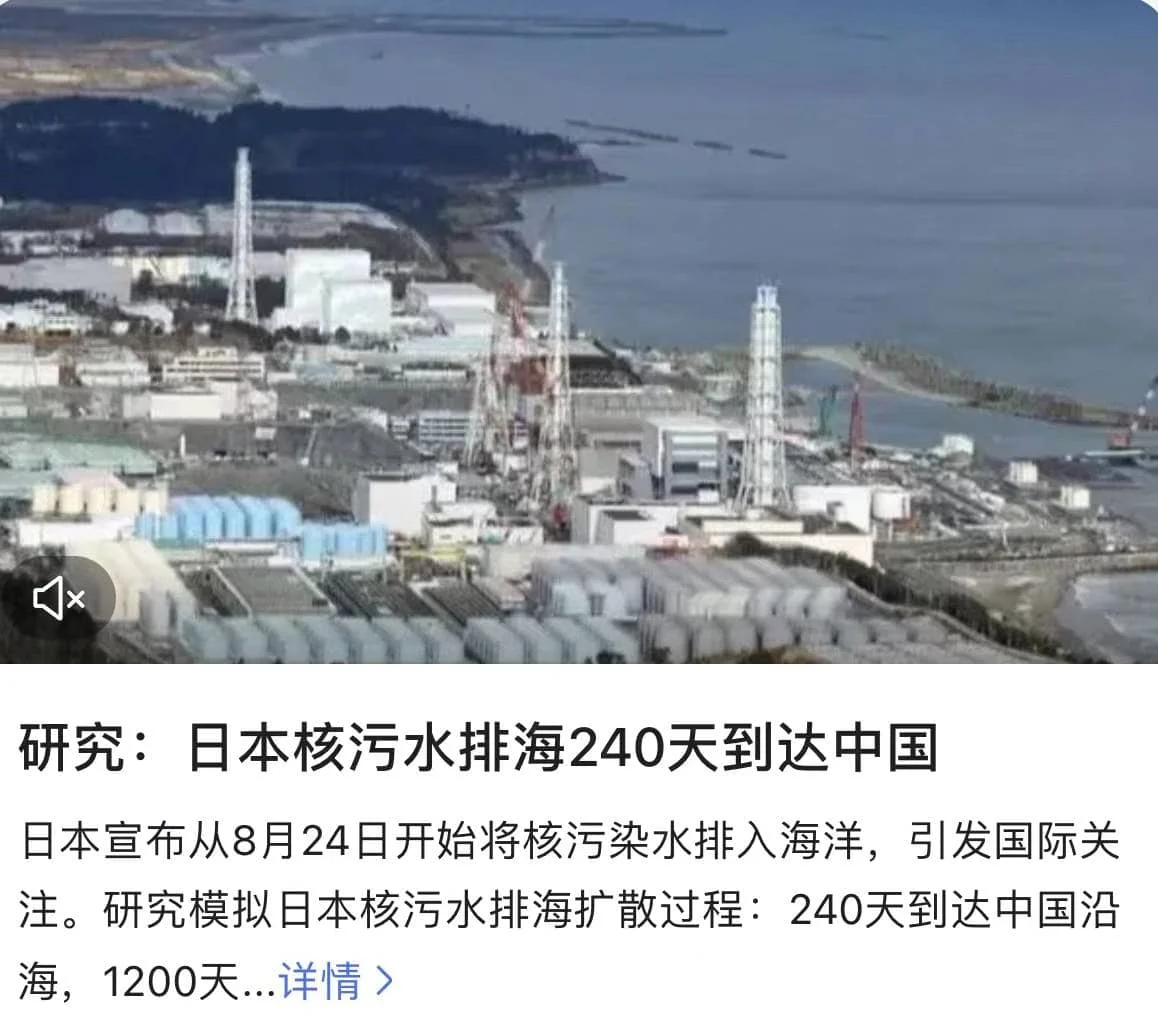 研究：日本核污水排海240天到达中国
日本宣布从8月24日开始将核污染水排入海洋，引发国际关
注。研究模拟日本核污水排海扩散过程：240天到达中国沿
海，1200天...详情 >